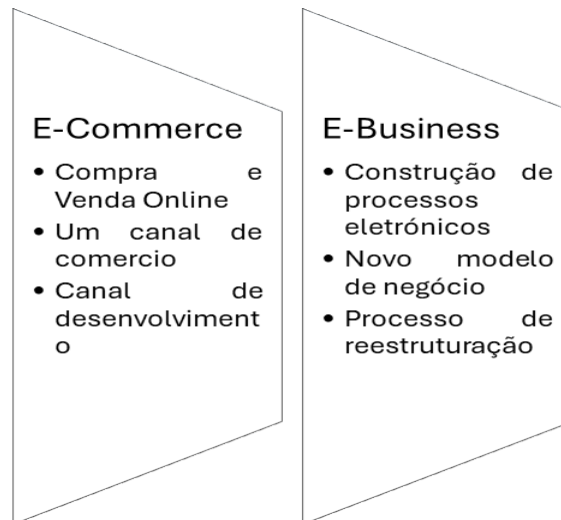 E-Commerce
• Compra e
Venda Online
• Um canal de
comercio
• Canal de
desenvolviment
o
E-Business
• Construção de
processos
eletrónicos
• Novo modelo
de negócio
• Processo de
reestruturação